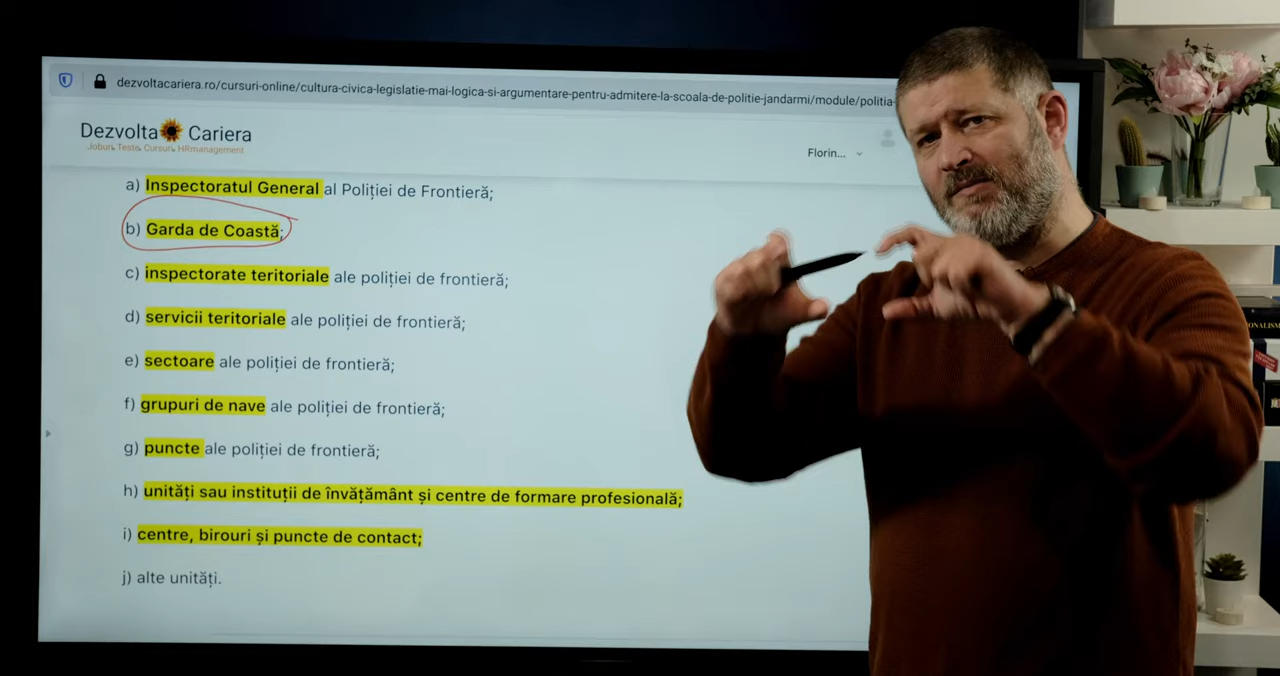 dezvoltacariera.ro/cursuri-online/cultura-civica-legislatie-mai-logica-si-argumentare-pentru-admitere-la-scoala-de-politie-jandarmi/module/politia-
Dezvolta Cariera
Joburi, Teste, Cursuri, HRmanagement
Florin...
a) Inspectoratul General al Poliției de Frontieră;
b) Garda de Coastă;
c) inspectorate teritoriale ale poliției de frontieră;
d) servicii teritoriale ale poliției de frontieră;
e) sectoare ale poliției de frontieră;
f) grupuri de nave ale poliției de frontieră;
g) puncte ale poliției de frontieră;
h) unități sau instituții de învățământ și centre de formare profesională;
i) centre, birouri și puncte de contact;
j) alte unități.